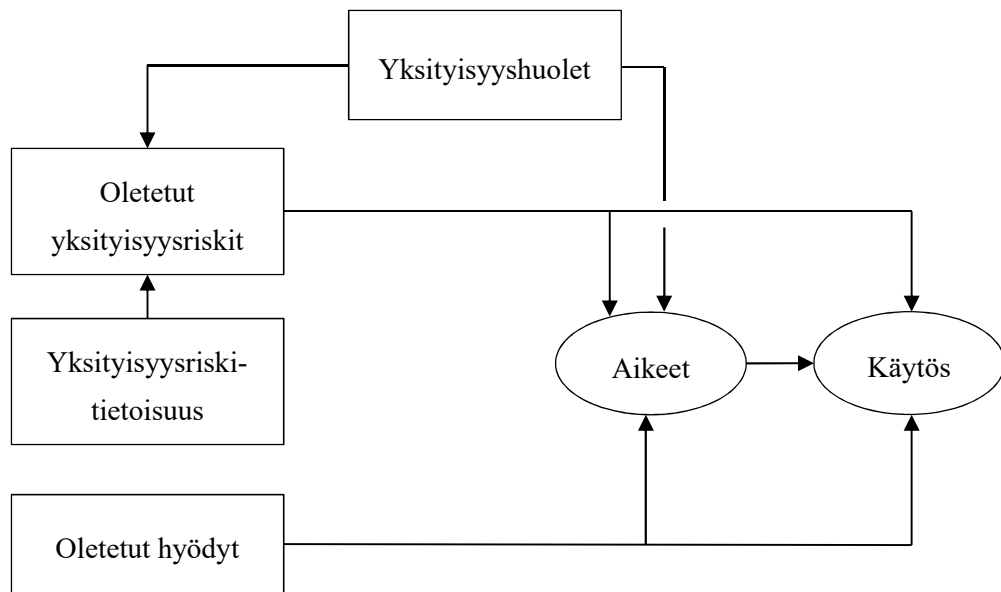 Yksityisyyshuolet
Oletetut
yksityisyysriskit
Yksityisyysriski-
tietoisuus
Aikeet
Käytös
Oletetut hyödyt